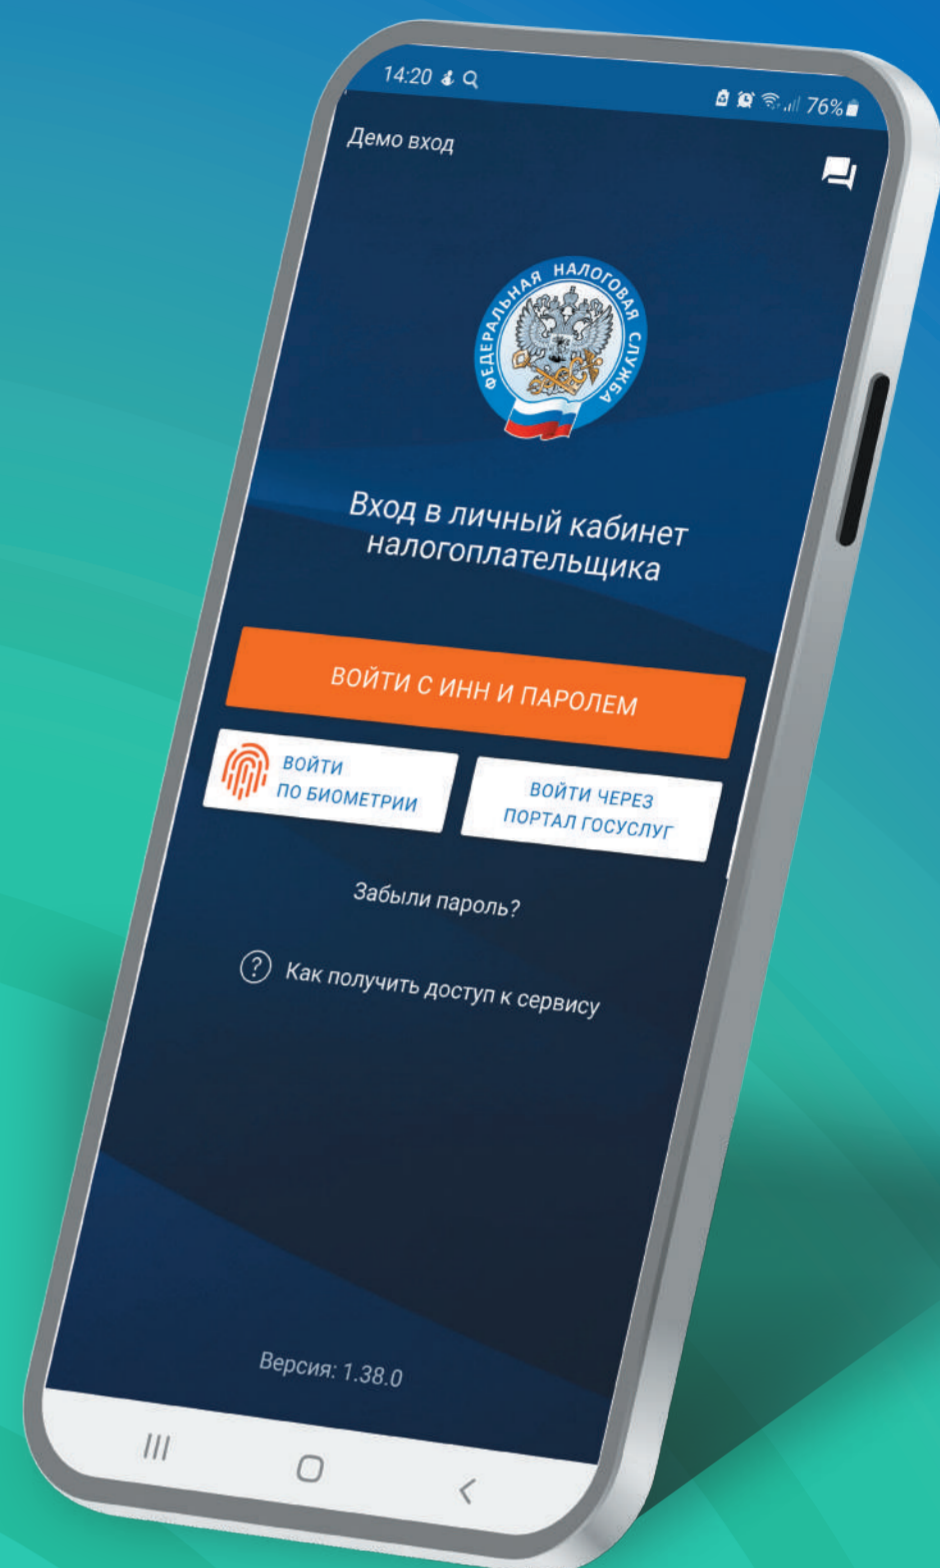 14:20
76%
Демо вход
ФЕДЕРАЛЬНАЯ НАЛОГОВАЯ СЛУЖБА
Вход в личный кабинет
налогоплательщика
ВОЙТИ С ИНН И ПАРОЛЕМ
ВОЙТИ
ПО БИОМЕТРИИ
ВОЙТИ ЧЕРЕЗ
ПОРТАЛ ГОСУСЛУГ
Забыли пароль?
? Как получить доступ к сервису
Версия: 1.38.0